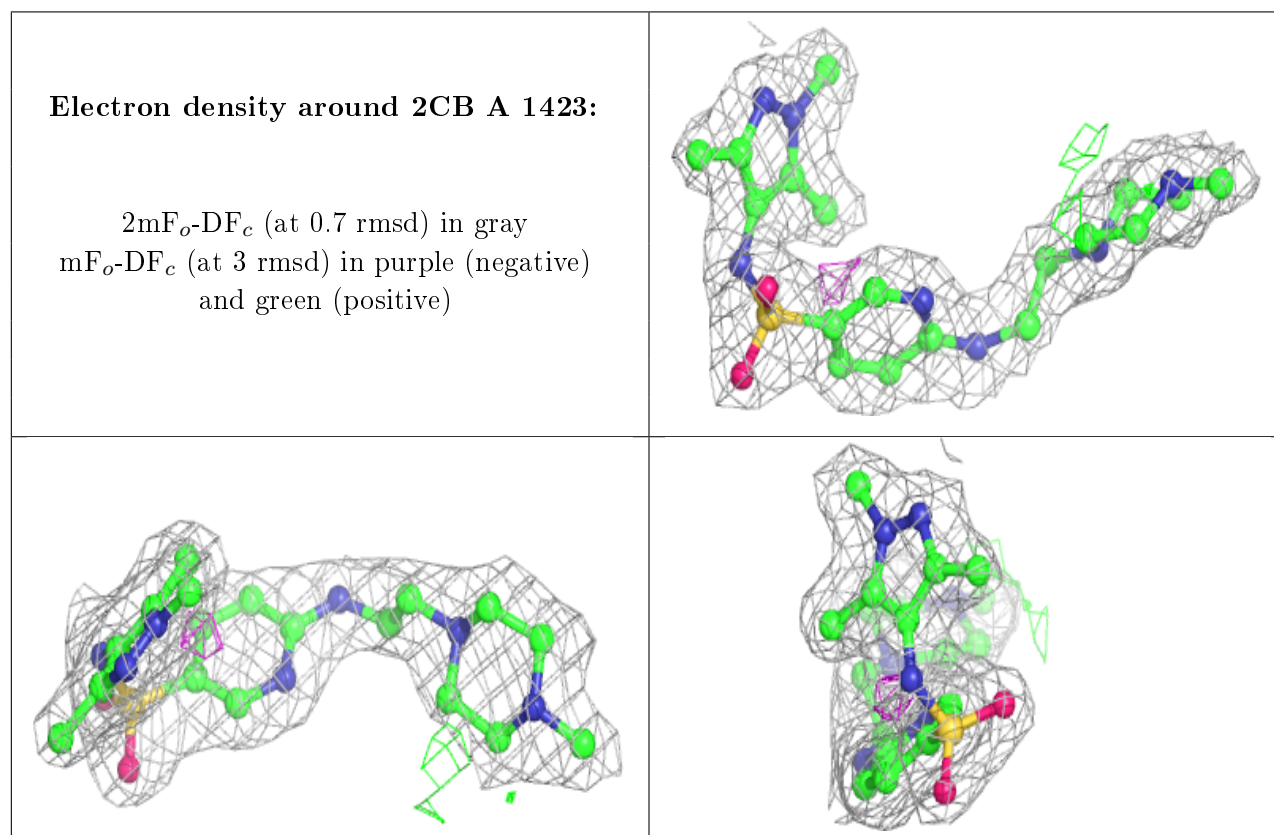 Electron density around 2CB A 1423:
2mFo-DFc (at 0.7 rmsd) in gray
mFo-DFc (at 3 rmsd) in purple (negative)
and green (positive)